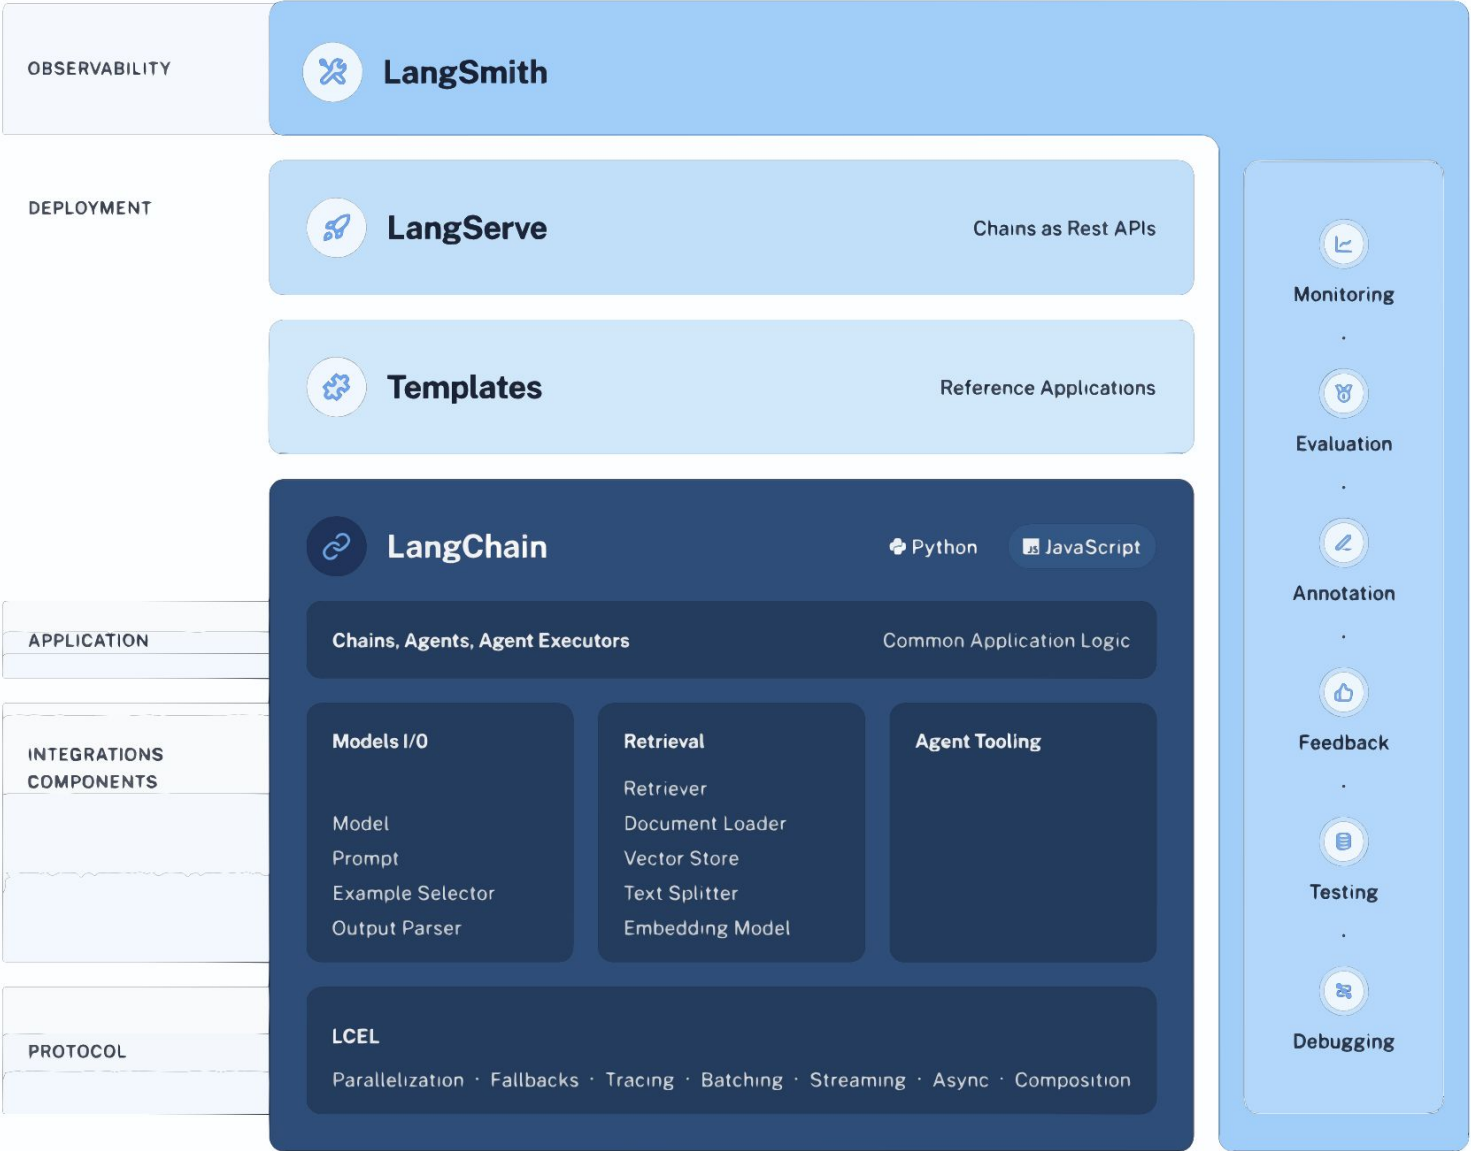 OBSERVABILITY
LangSmith
DEPLOYMENT
LangServe
Chains as Rest APIs
Templates
Reference Applications
LangChain
Python
JavaScript
APPLICATION
Chains, Agents, Agent Executors
Common Application Logic
INTEGRATIONS
COMPONENTS
Models I/O
Model
Prompt
Example Selector
Output Parser
Retrieval
Retriever
Document Loader
Vector Store
Text Splitter
Embedding Model
Agent Tooling
PROTOCOL
LCEL
Parallelization · Fallbacks · Tracing · Batching · Streaming · Async · Composition
Monitoring
Evaluation
Annotation
Feedback
Testing
Debugging